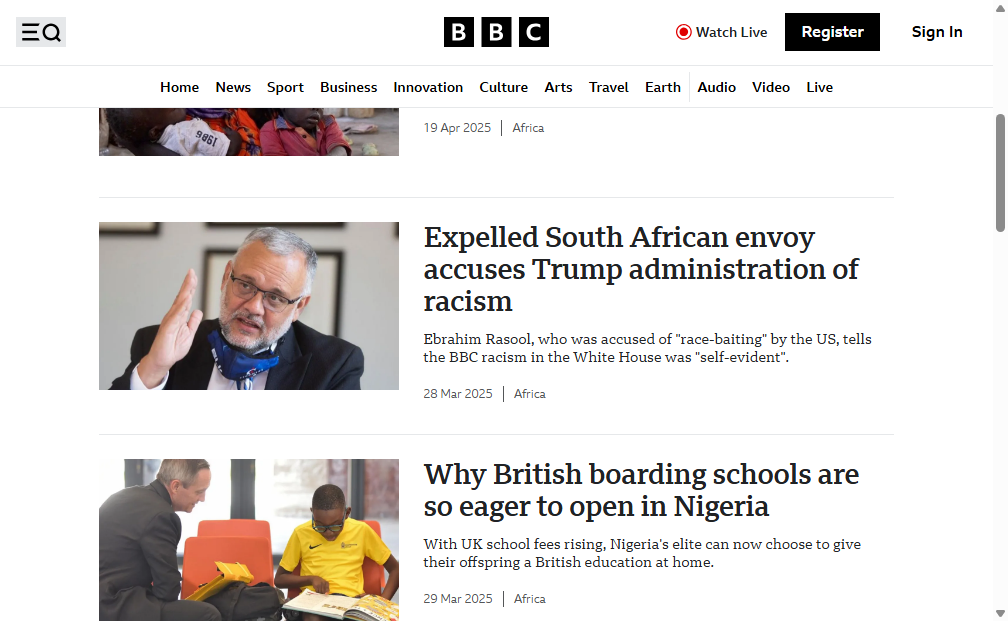 BBC
Watch Live
Register
Sign In
Home News Sport Business Innovation Culture Arts Travel Earth Audio Video Live
1986
19 Apr 2025 | Africa
Expelled South African envoy
accuses Trump administration of
racism
Ebrahim Rasool, who was accused of "race-baiting" by the US, tells
the BBC racism in the White House was "self-evident".
28 Mar 2025 | Africa
Why British boarding schools are
so eager to open in Nigeria
With UK school fees rising, Nigeria's elite can now choose to give
their offspring a British education at home.
29 Mar 2025 | Africa